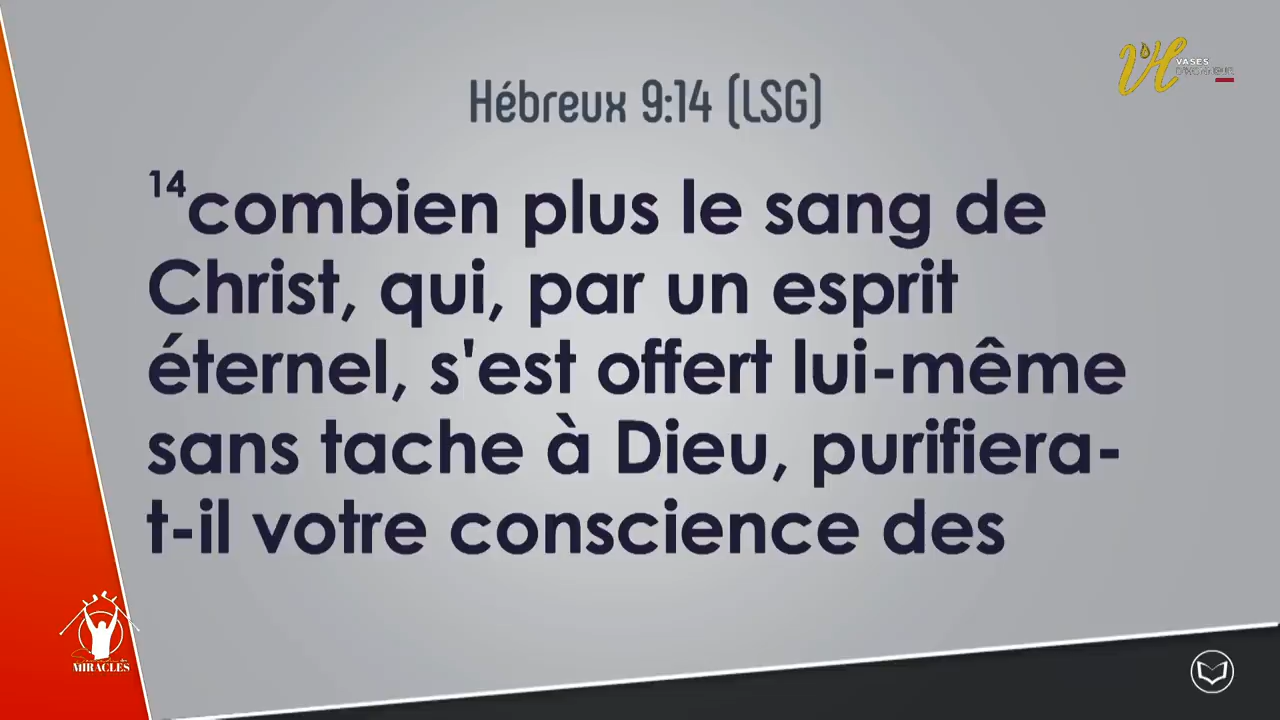 VASES
Hébreux 9:14 (LSG)
14combien plus le sang de
Christ, qui, par un esprit
éternel, s'est offert lui-même
sans tache à Dieu, purifiera-
t-il votre conscience des
MIRACLES